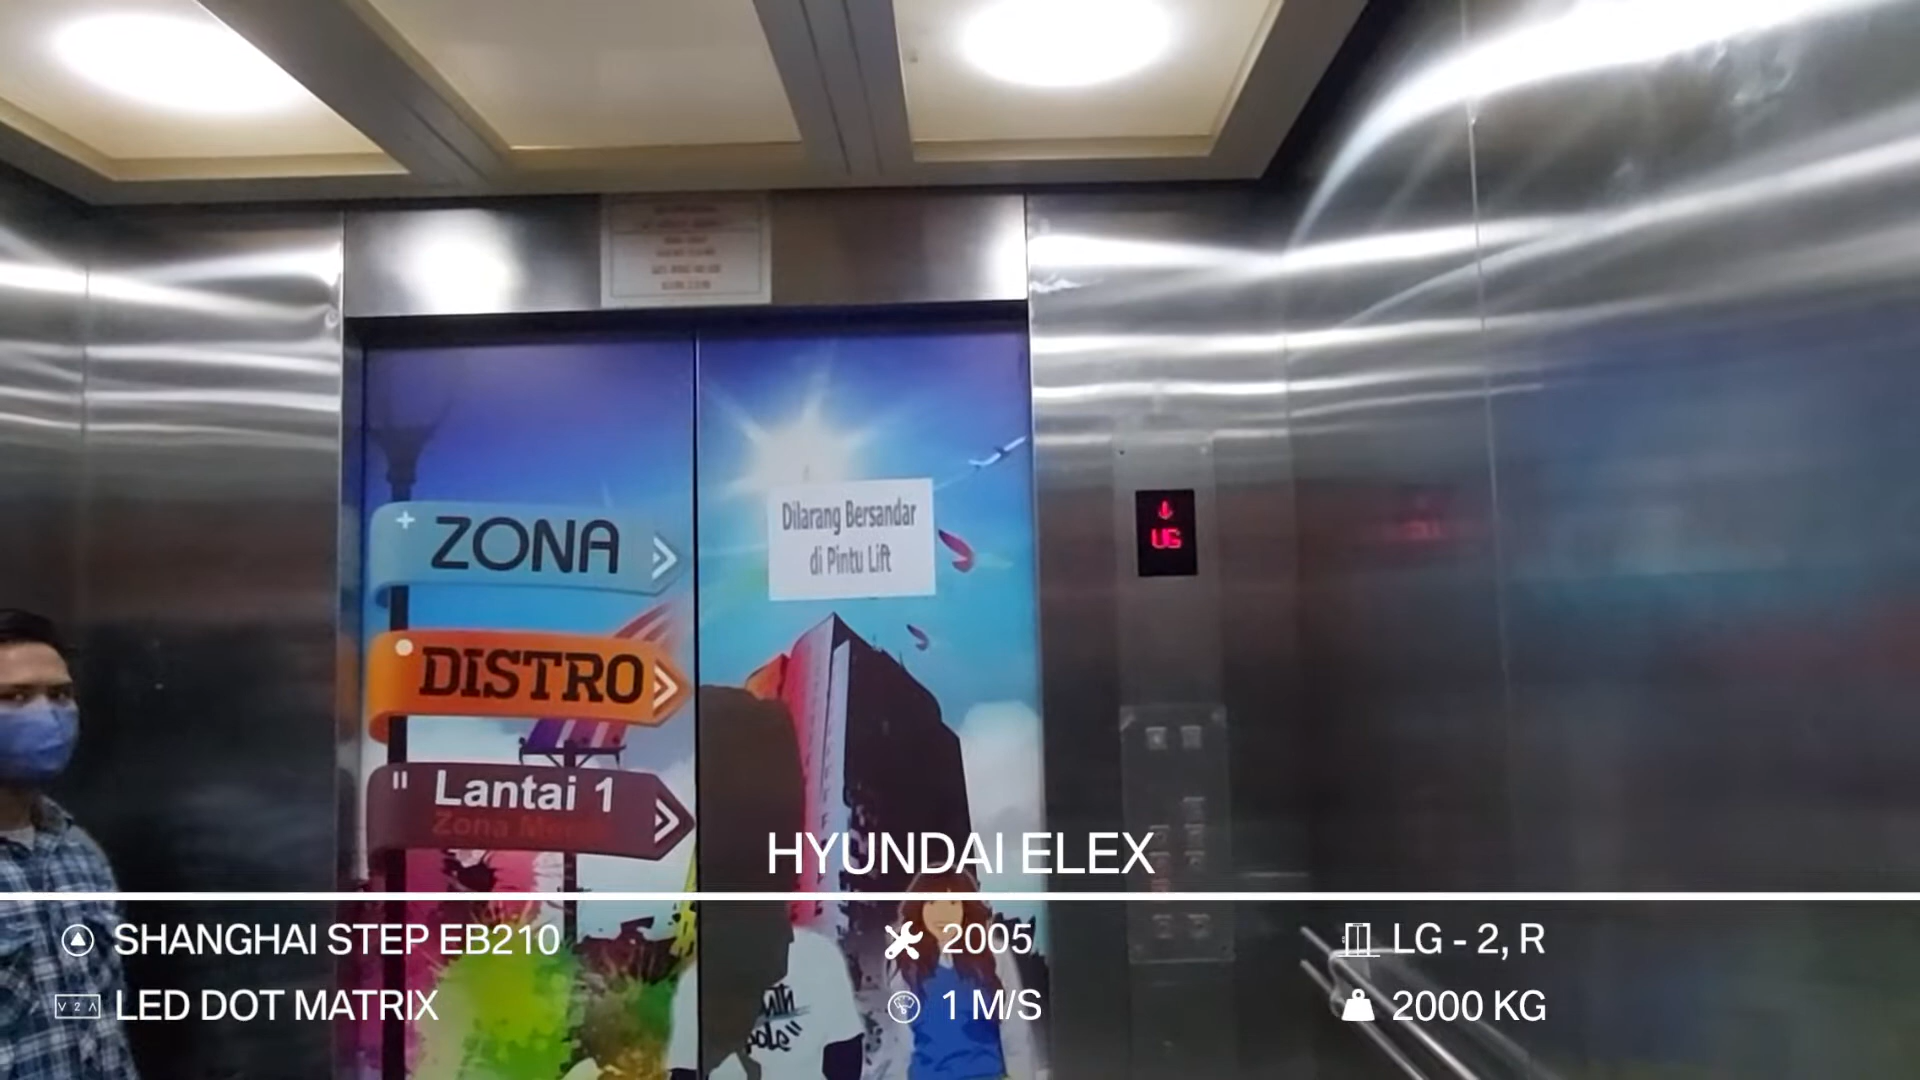 ZONA
DISTRO
Lantai 1
Dilarang Bersandar
di Pintu Lift
UG
HYUNDAI ELEX
SHANGHAI STEP EB210
2005
LG - 2, R
LED DOT MATRIX
1 M/S
2000 KG